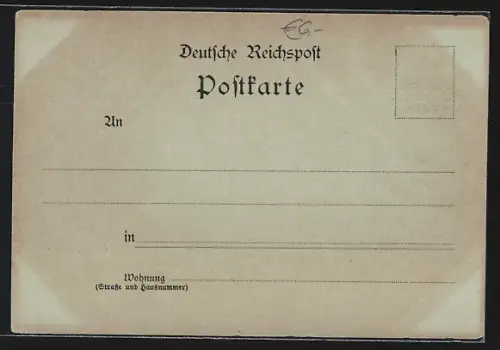 €6-
Deutsche Reichspost
Postkarte
An
in
Wohnung
(Straße und Hausnummer)